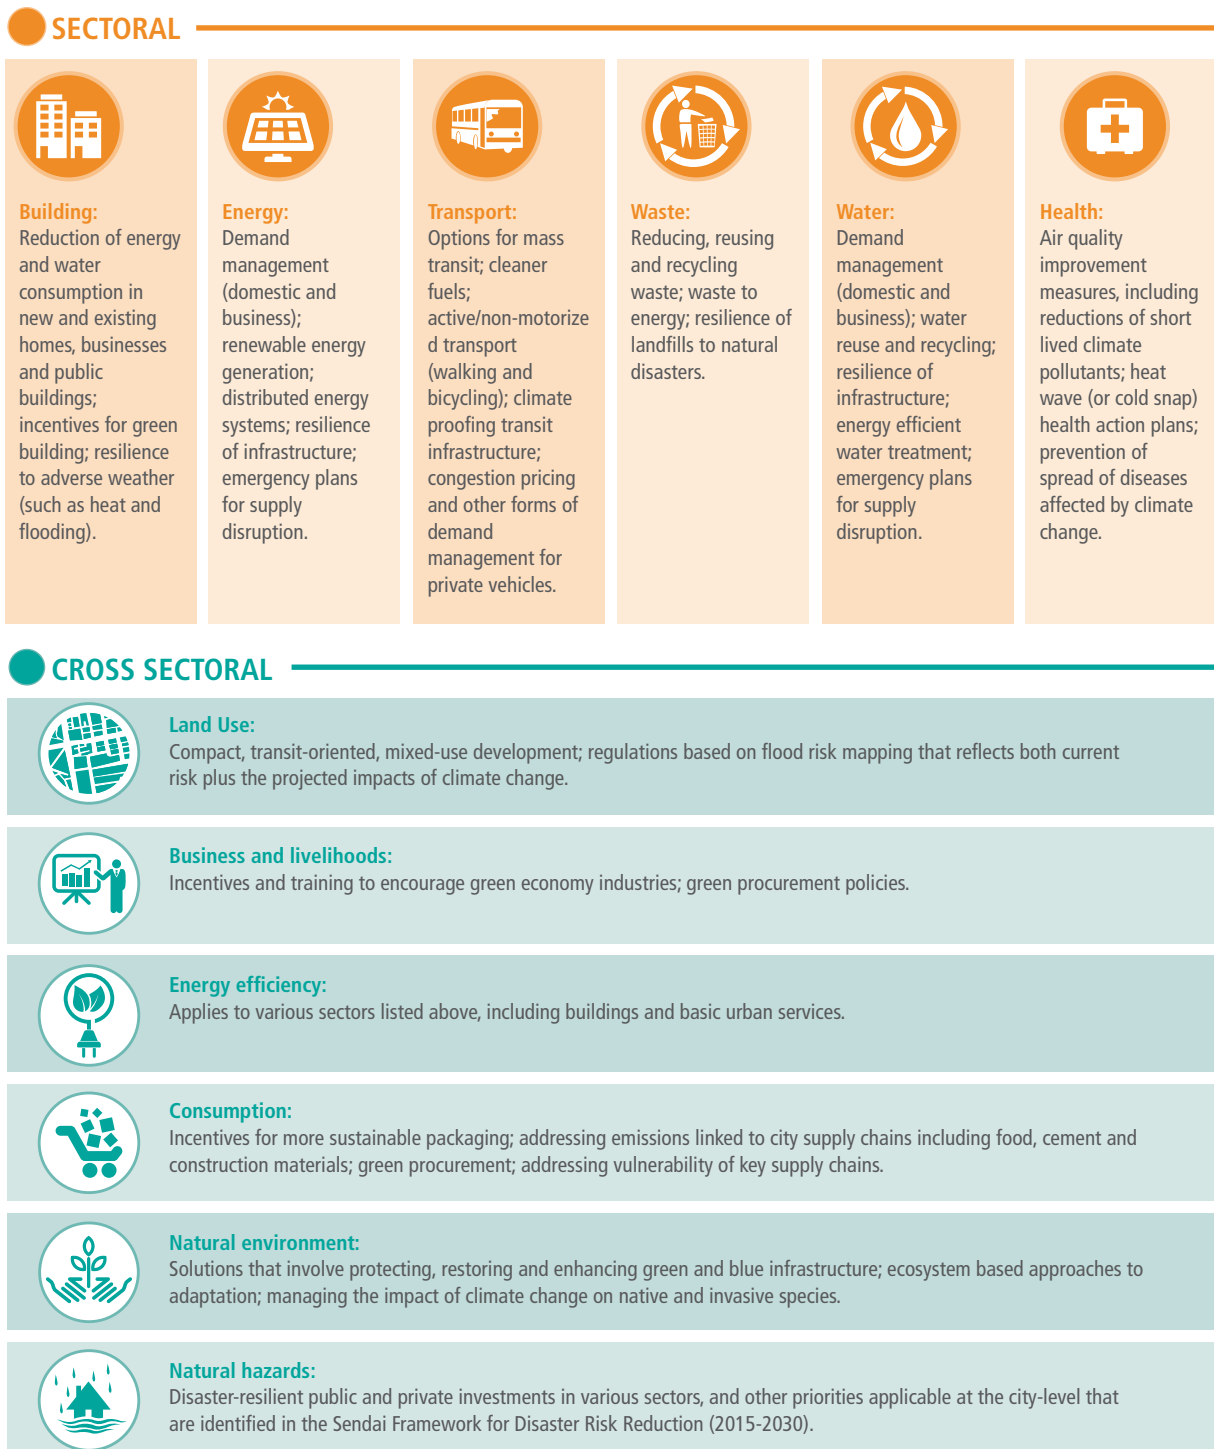 SECTORAL
Building:
Reduction of energy
and water
consumption in
new and existing
homes, businesses
and public
buildings;
incentives for green
building; resilience
to adverse weather
(such as heat and
flooding).
Energy:
Demand
management
(domestic and
business);
renewable energy
generation;
distributed energy
systems; resilience
of infrastructure;
emergency plans
for supply
disruption.
Transport:
Options for mass
transit; cleaner
fuels;
active/non-motorize
d transport
(walking and
bicycling); climate
proofing transit
infrastructure;
congestion pricing
and other forms of
demand
management for
private vehicles.
Waste:
Reducing, reusing
and recycling
waste; waste to
energy; resilience of
landfills to natural
disasters.
Water:
Demand
management
(domestic and
business); water
reuse and recycling;
resilience of
infrastructure;
energy efficient
water treatment;
emergency plans
for supply
disruption.
Health:
Air quality
improvement
measures, including
reductions of short
lived climate
pollutants; heat
wave (or cold snap)
health action plans;
prevention of
spread of diseases
affected by climate
change.
CROSS SECTORAL
Land Use:
Compact, transit-oriented, mixed-use development; regulations based on flood risk mapping that reflects both current
risk plus the projected impacts of climate change.
Business and livelihoods:
Incentives and training to encourage green economy industries; green procurement policies.
Energy efficiency:
Applies to various sectors listed above, including buildings and basic urban services.
Consumption:
Incentives for more sustainable packaging; addressing emissions linked to city supply chains including food, cement and
construction materials; green procurement; addressing vulnerability of key supply chains.
Natural environment:
Solutions that involve protecting, restoring and enhancing green and blue infrastructure; ecosystem based approaches to
adaptation; managing the impact of climate change on native and invasive species.
Natural hazards:
Disaster-resilient public and private investments in various sectors, and other priorities applicable at the city-level that
are identified in the Sendai Framework for Disaster Risk Reduction (2015-2030).